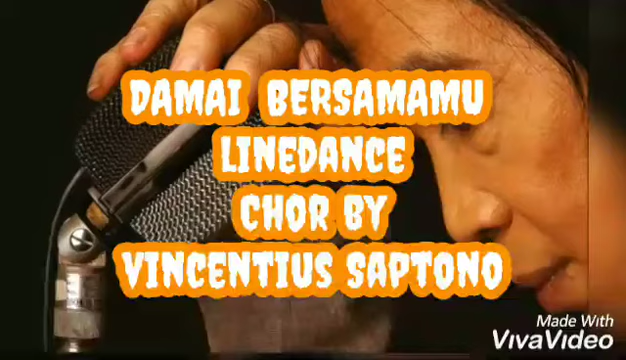 DAMAI BERSAMAMU
LINEDANCE
CHOR BY
VINCENTIUS SAPTONO
Made With
VivaVideo